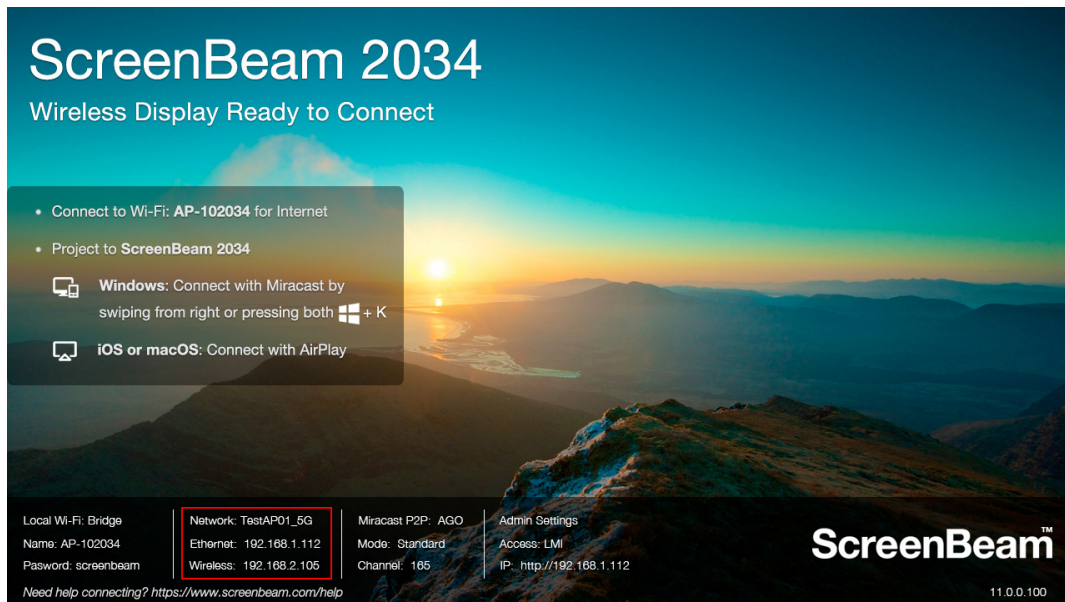 ScreenBeam 2034
Wireless Display Ready to Connect
• Connect to Wi-Fi: AP-102034 for Internet
• Project to ScreenBeam 2034
Windows: Connect with Miracast by
swiping from right or pressing both + K
iOS or macOS: Connect with AirPlay
Local Wi-Fi: Bridge
Name: AP-102034
Pasword: screenbeam
Network: TestAP01_5G
Ethernet: 192.168.1.112
Wireless: 192.168.2.105
Miracast P2P: AGO
Mode: Standard
Channel: 165
Admin Settings
Access: LMI
IP: http://192.168.1.112
Need help connecting? https://www.screenbeam.com/help
ScreenBeam™
11.0.0.100